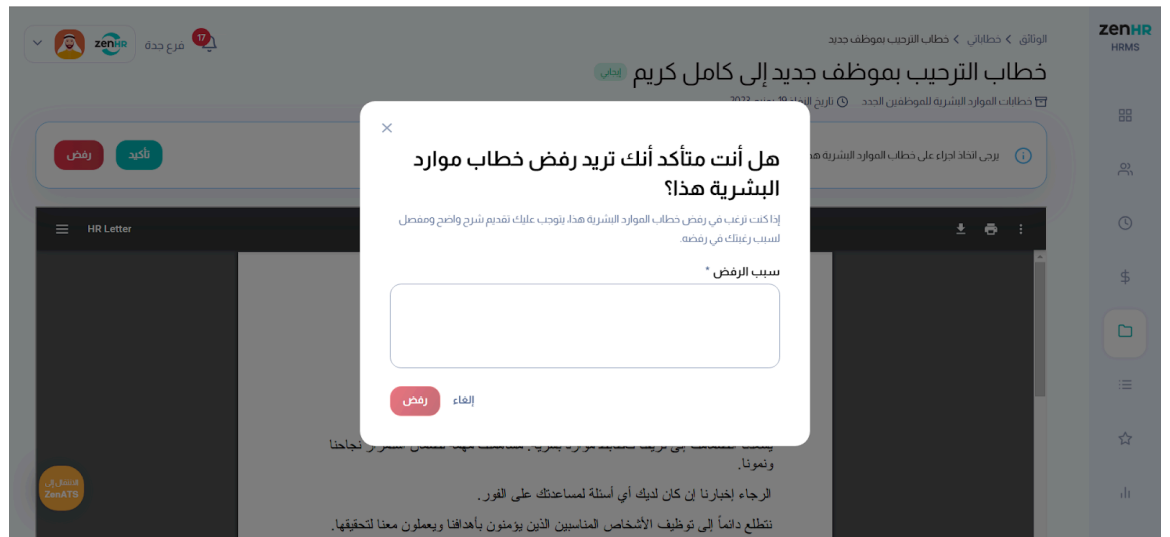 zenHR
HRMS
الوثائق > خطاباتي > خطاب الترحيب بموظف جديد
17
فرع جدة
zenHR
خطاب الترحيب بموظف جديد إلى كامل كريم
إيجابي
خطابات الموارد البشرية للموظفين الجدد
يرجى اتخاذ اجراء على خطاب الموارد البشرية
تأكيد
رفض
HR Letter
هل أنت متأكد أنك تريد رفض خطاب موارد
البشرية هذا؟
إذا كنت ترغب في رفض خطاب الموارد البشرية هذا، يتوجب عليك تقديم شرح واضح ومفصل
لسبب رغبتك في رفضه.
سبب الرفض *
إلغاء
رفض
نجاحنا
ونمونا.
الرجاء إخبارنا إن كان لديك أي أسئلة لمساعدتك على الفور.
نتطلع دائماً إلى توظيف الأشخاص المناسبين الذين يؤمنون بأهدافنا ويعملون معنا لتحقيقها.
الانتقال إلى
ZenATS